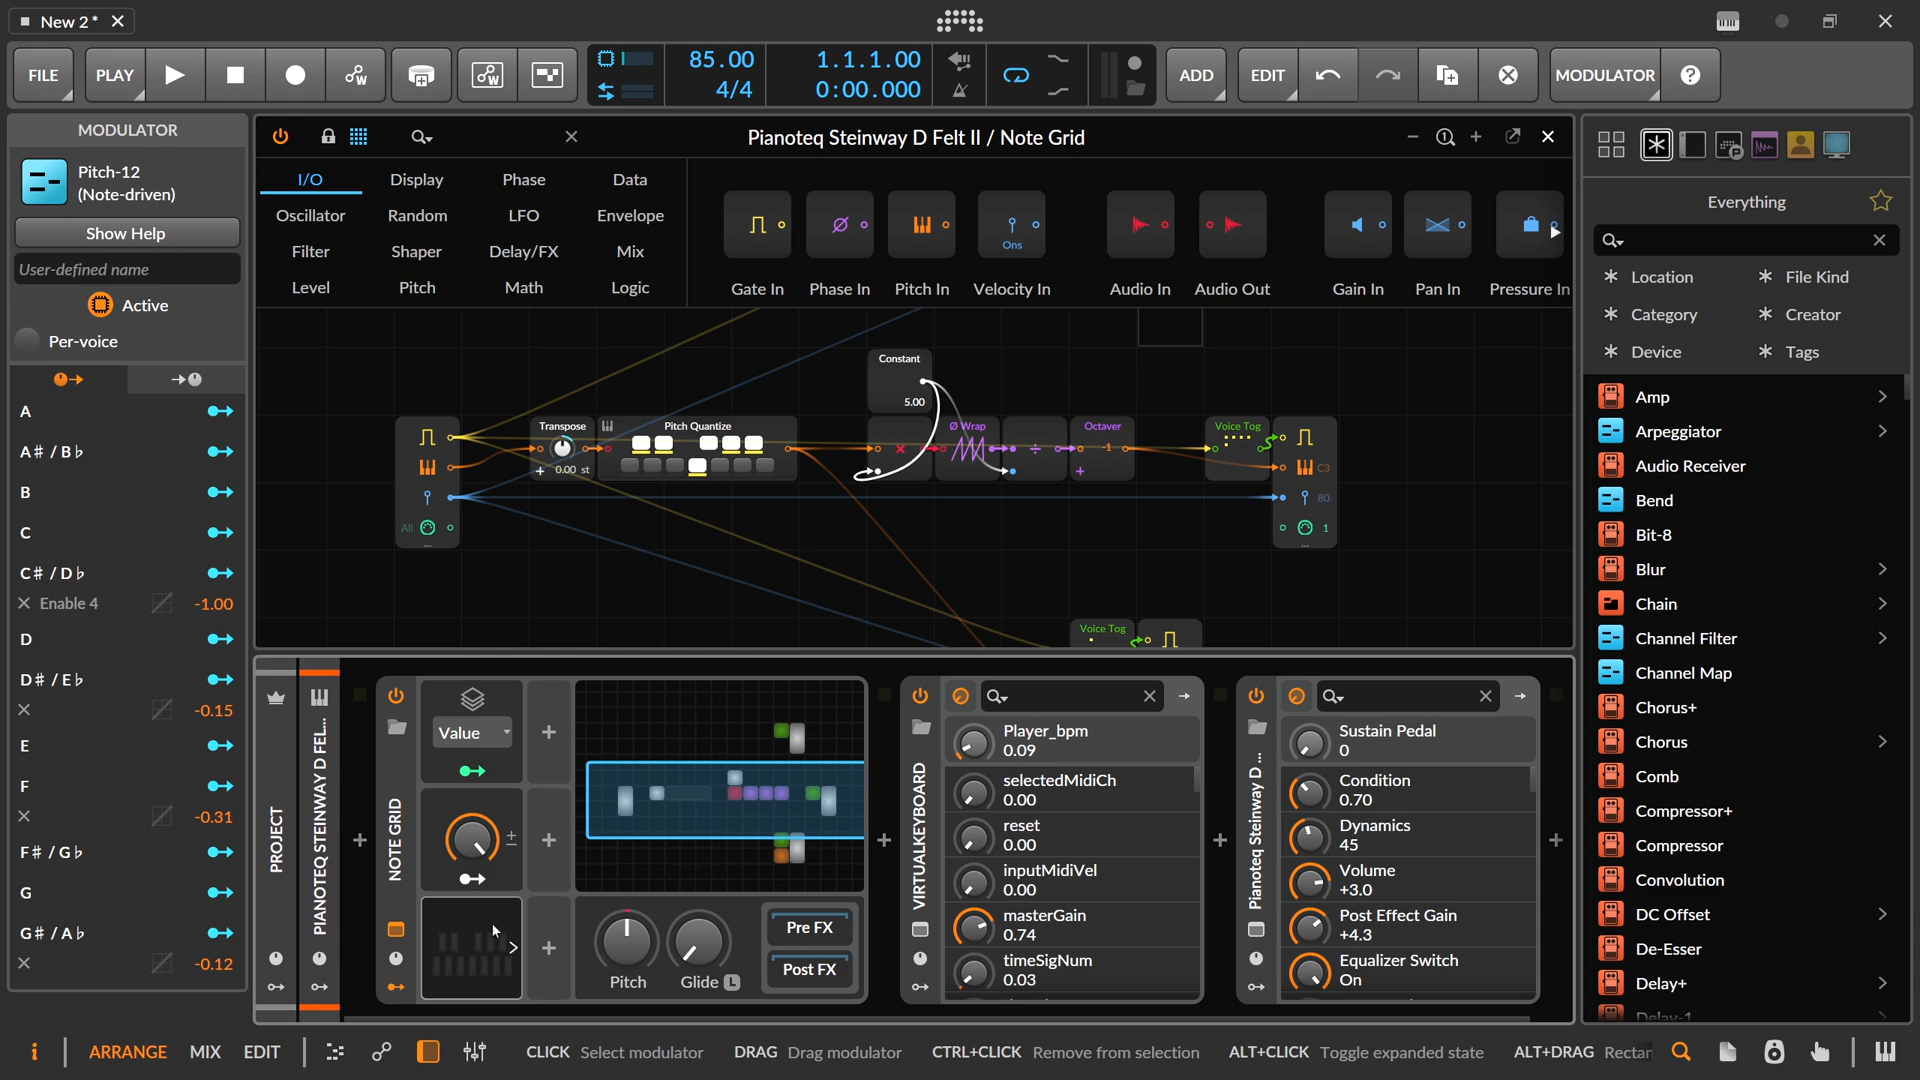 New 2*
FILE
PLAY
85.00
4/4
1.1.1.00
0:00.000
ADD
EDIT
MODULATOR
?
MODULATOR
Pitch-12
(Note-driven)
Show Help
User-defined name
Active
Per-voice
A
A# / B♭
B
C
C# / D♭
Enable 4
-1.00
D
D# / E♭
-0.15
E
F
-0.31
F# / G♭
G
G# / A♭
-0.12
Pianoteq Steinway D Felt II / Note Grid
I/O
Display
Phase
Data
Oscillator
Random
LFO
Envelope
Filter
Shaper
Delay/FX
Mix
Level
Pitch
Math
Logic
Ons
Gate In
Phase In
Pitch In
Velocity In
Audio In
Audio Out
Gain In
Pan In
Pressure In
Constant
5.00
Transpose
0.00 st
Pitch Quantize
Ø Wrap
Octaver
-1
Voice Tog
C3
80
All
1
Voice Tog
PROJECT
PIANOTEQ STEINWAY D FEL...
NOTE GRID
Value
Pitch
Glide
L
Pre FX
Post FX
VIRTUALKEYBOARD
Player_bpm
0.09
selectedMidiCh
0.00
reset
0.00
inputMidiVel
0.00
masterGain
0.74
timeSigNum
0.03
Pianoteq Steinway D ...
Sustain Pedal
0
Condition
0.70
Dynamics
45
Volume
+3.0
Post Effect Gain
+4.3
Equalizer Switch
On
Everything
Location
File Kind
Category
Creator
Device
Tags
Amp
Arpeggiator
Audio Receiver
Bend
Bit-8
Blur
Chain
Channel Filter
Channel Map
Chorus+
Chorus
Comb
Compressor+
Compressor
Convolution
DC Offset
De-Esser
Delay+
Delay-1
i
ARRANGE
MIX
EDIT
CLICK Select modulator
DRAG Drag modulator
CTRL+CLICK Remove from selection
ALT+CLICK Toggle expanded state
ALT+DRAG Rectan